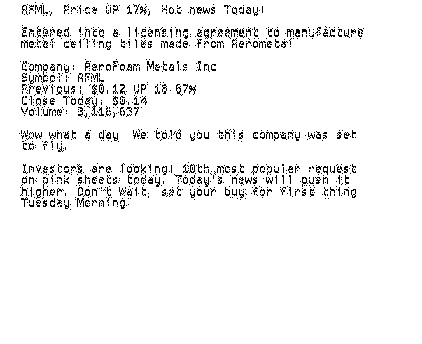 AFML, Price UP 17%, Hot news Today!
Entered into a licensing agreement to manufacture
metal ceiling tiles made from Aerometal
Company: AeroFoam Metals Inc
Symbol: AFML
Previous: $0.12 UP 16.67%
Close Today: $0.14
Volume: 3,116,637
Wow what a day We told you this company was set
to fly.
Investors are looking! 10th most popular request
on pink sheets today. Today's news will push it
higher. Don't Wait, set your buy for first thing
Tuesday Morning